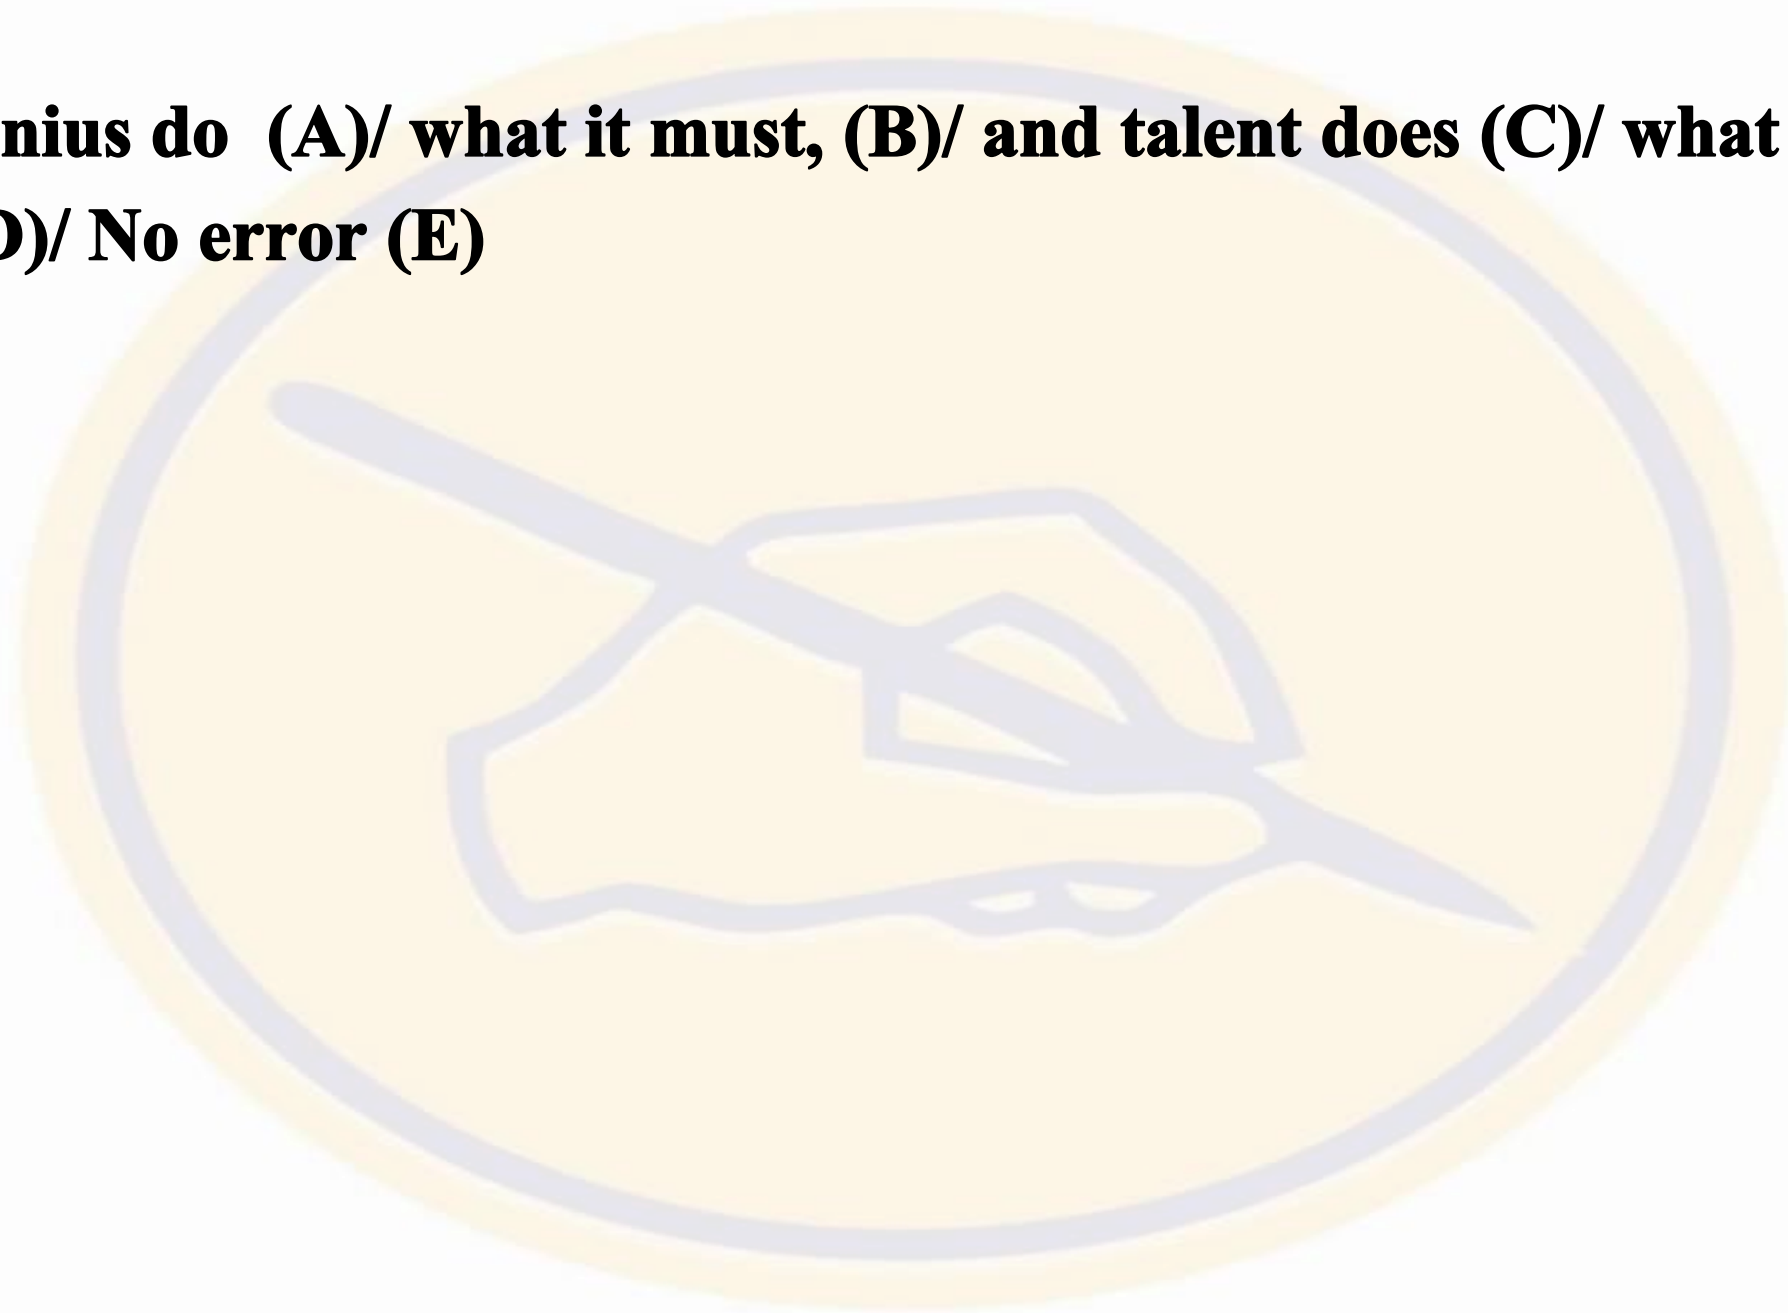 nius do (A)/ what it must, (B)/ and talent does (C)/ what
)/ No error (E)